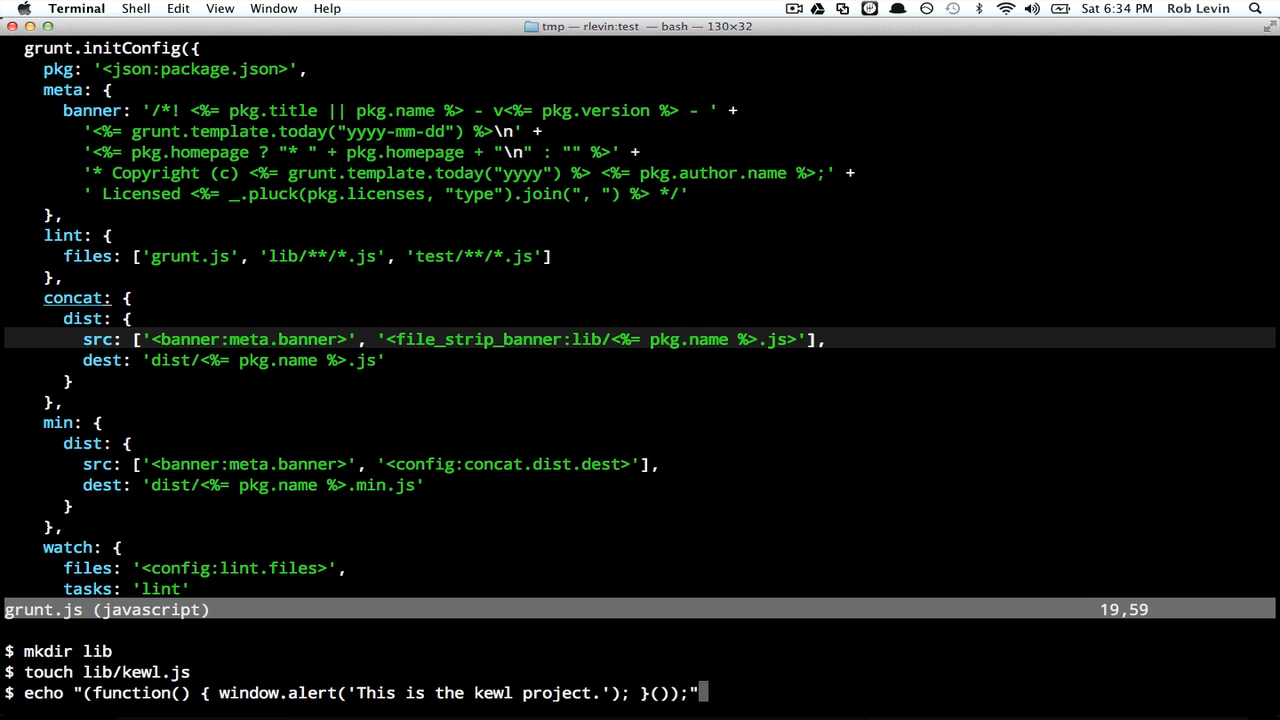 Terminal Shell Edit View Window Help Sat 6:34 PM Rob Levin
tmp — rlevin:test — bash — 130×32
grunt.initConfig({
pkg: '<json:package.json>',
meta: {
banner: '/*! <%= pkg.title || pkg.name %> - v<%= pkg.version %> - ' +
'<%= grunt.template.today("yyyy-mm-dd") %>\n' +
'<%= pkg.homepage ? "* " + pkg.homepage + "\n" : "" %>' +
'* Copyright (c) <%= grunt.template.today("yyyy") %> <%= pkg.author.name %>;' +
' Licensed <%= _.pluck(pkg.licenses, "type").join(", ") %> */'
},
lint: {
files: ['grunt.js', 'lib/**/*.js', 'test/**/*.js']
},
concat: {
dist: {
src: ['<banner:meta.banner>', '<file_strip_banner:lib/<%= pkg.name %>.js>'],
dest: 'dist/<%= pkg.name %>.js'
}
},
min: {
dist: {
src: ['<banner:meta.banner>', '<config:concat.dist.dest>'],
dest: 'dist/<%= pkg.name %>.min.js'
}
},
watch: {
files: '<config:lint.files>',
tasks: 'lint'
grunt.js (javascript) 19,59
$ mkdir lib
$ touch lib/kewl.js
$ echo "(function() { window.alert('This is the kewl project.'); }());"